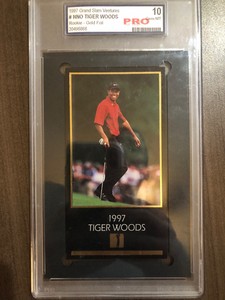 1997 Grand Slam Ventures
# NNO TIGER WOODS
Rookie - Gold Foil
PRO
10
1997
TIGER WOODS